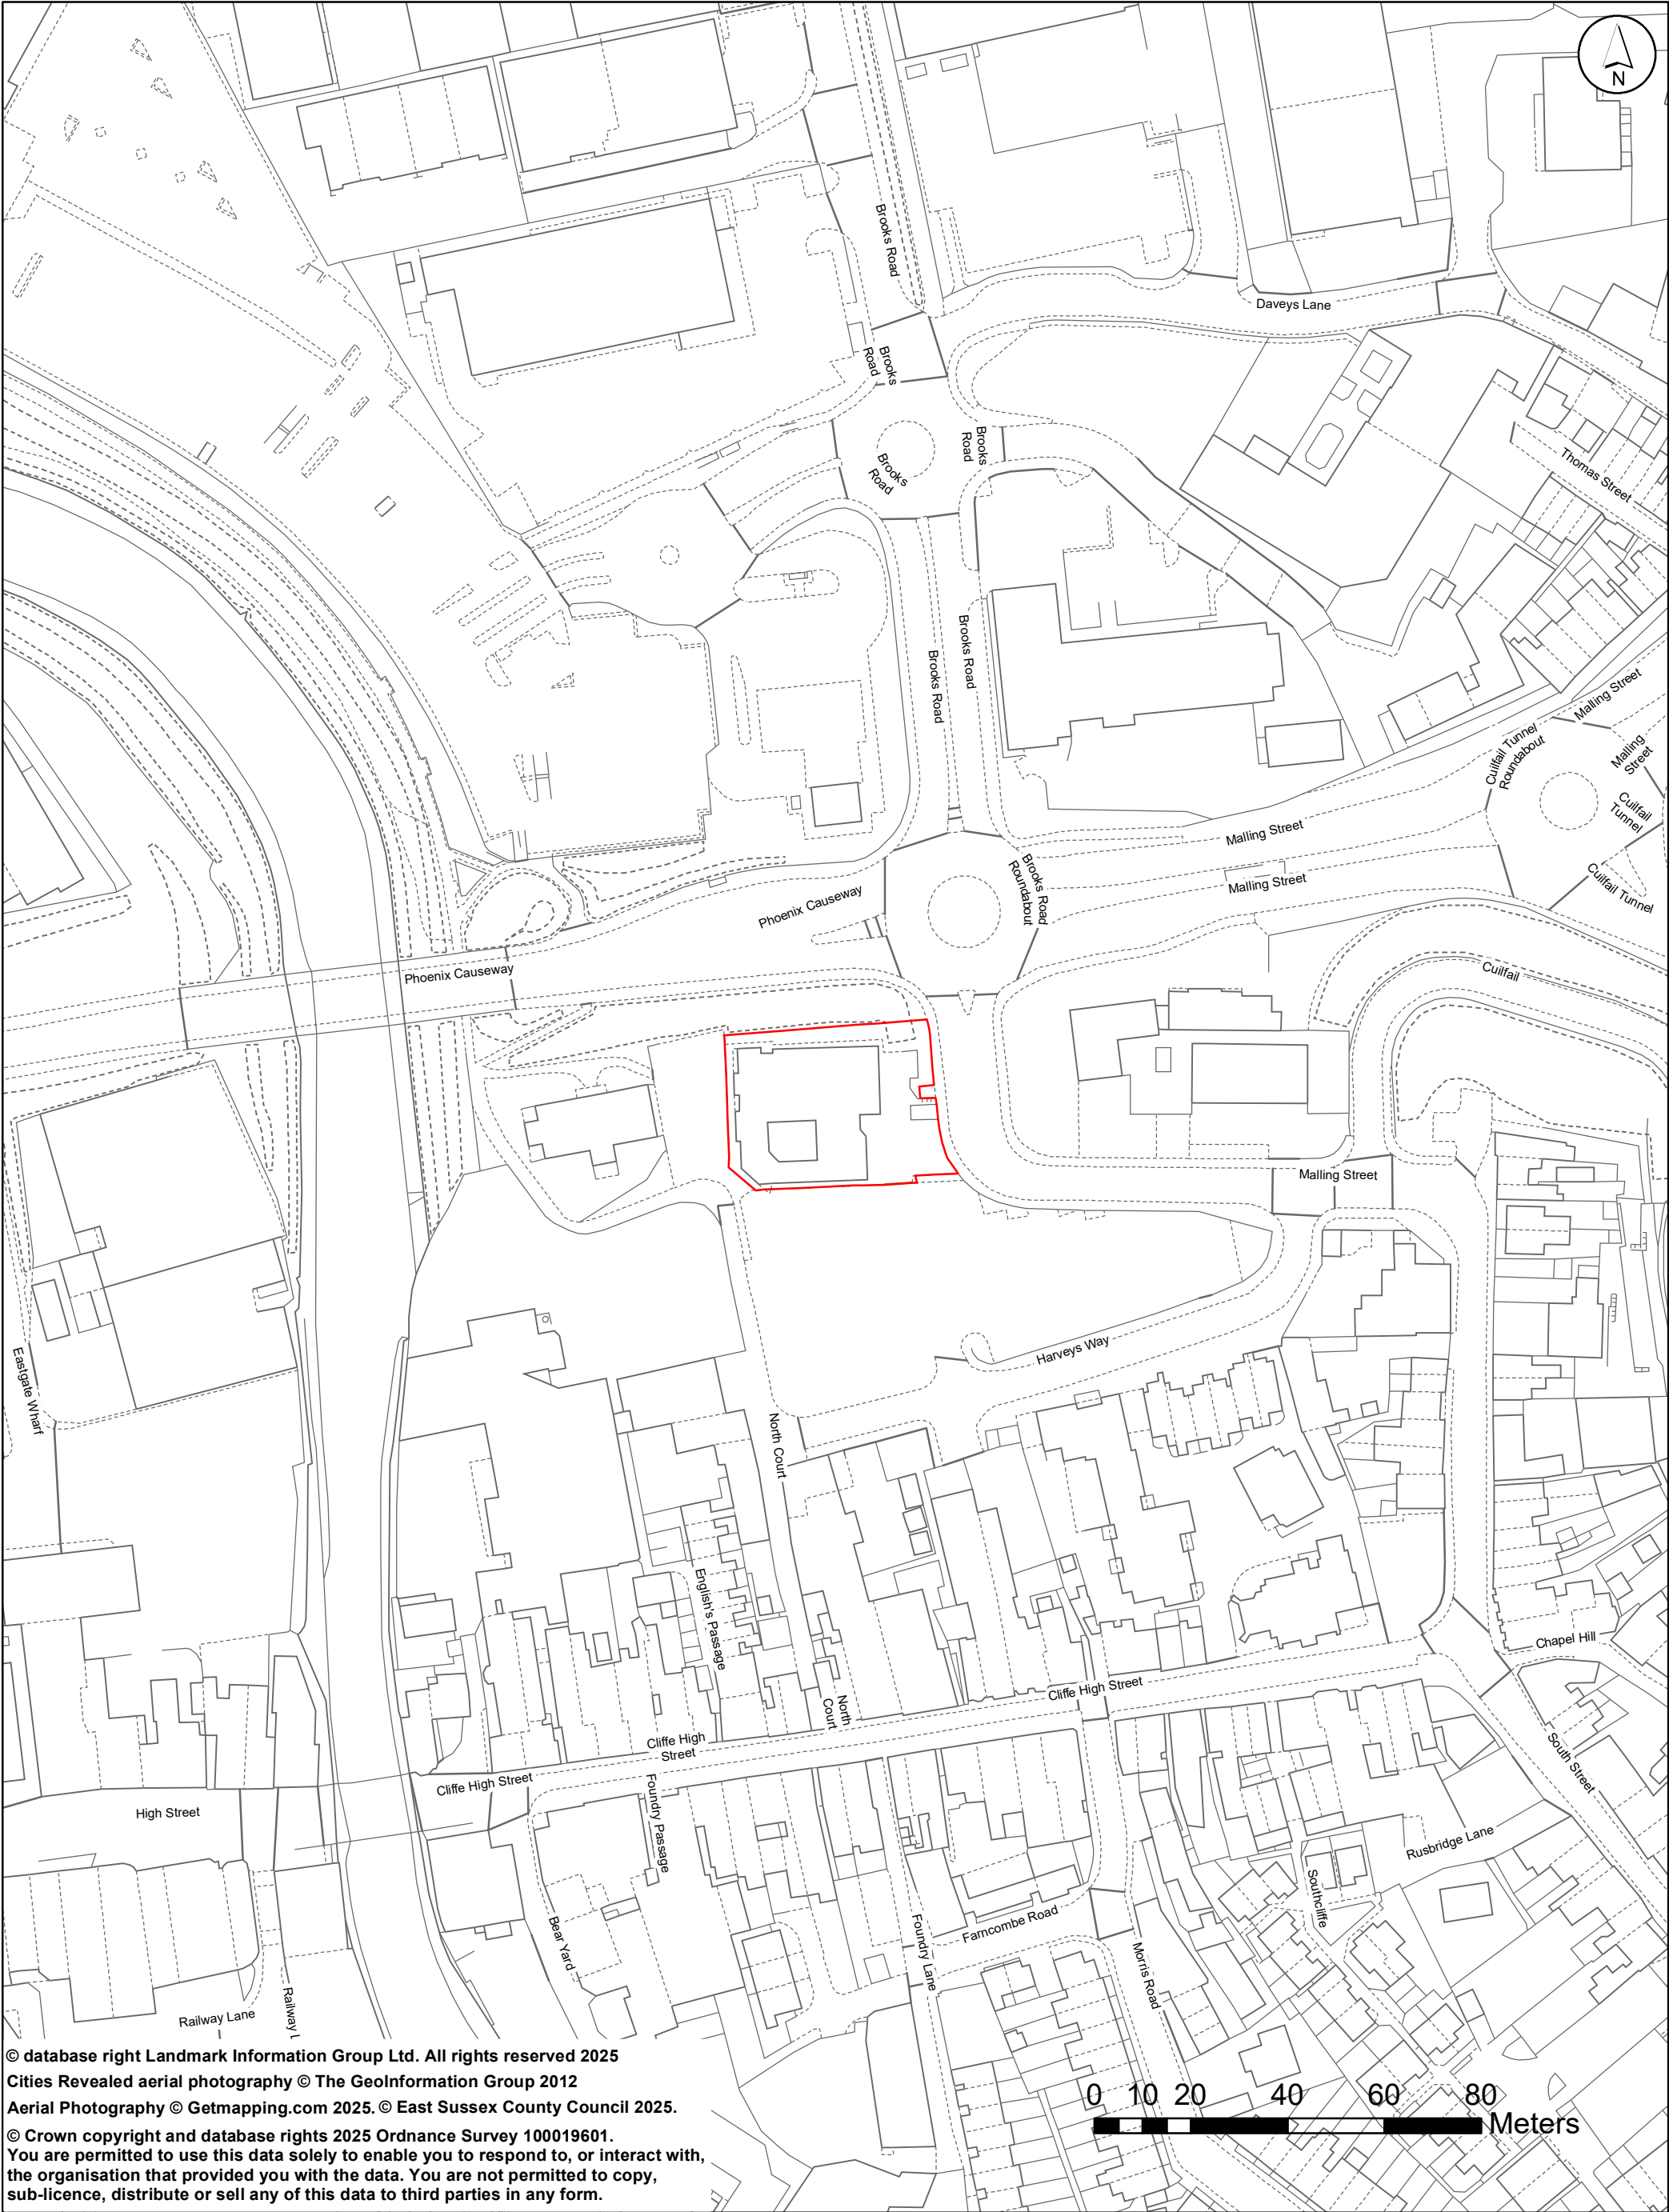 N
Brooks Road
Daveys Lane
Brooks
Road
Brooks
Road
Brooks
Road
Thomas Street
Brooks Road
Brooks Road
Malling Street
Cuilfail Tunnel
Roundabout
Malling
Street
Cuilfail
Tunnel
Cuilfail Tunnel
Malling Street
Malling Street
Brooks Road
Roundabout
Phoenix Causeway
Phoenix Causeway
Cuilfail
Malling Street
Harveys Way
Eastgate Wharf
North Court
English's Passage
North
Court
Chapel Hill
Cliffe High Street
Cliffe High
Street
Cliffe High Street
High Street
Foundry Passage
South Street
Rusbridge Lane
Southcliffe
Bear Yard
Foundry Lane
Farncombe Road
Morris Road
Railway Lane
Railway L
© database right Landmark Information Group Ltd. All rights reserved 2025
Cities Revealed aerial photography © The GeoInformation Group 2012
Aerial Photography © Getmapping.com 2025. © East Sussex County Council 2025.
© Crown copyright and database rights 2025 Ordnance Survey 100019601.
You are permitted to use this data solely to enable you to respond to, or interact with,
the organisation that provided you with the data. You are not permitted to copy,
sub-licence, distribute or sell any of this data to third parties in any form.
0 10 20 40 60 80
Meters